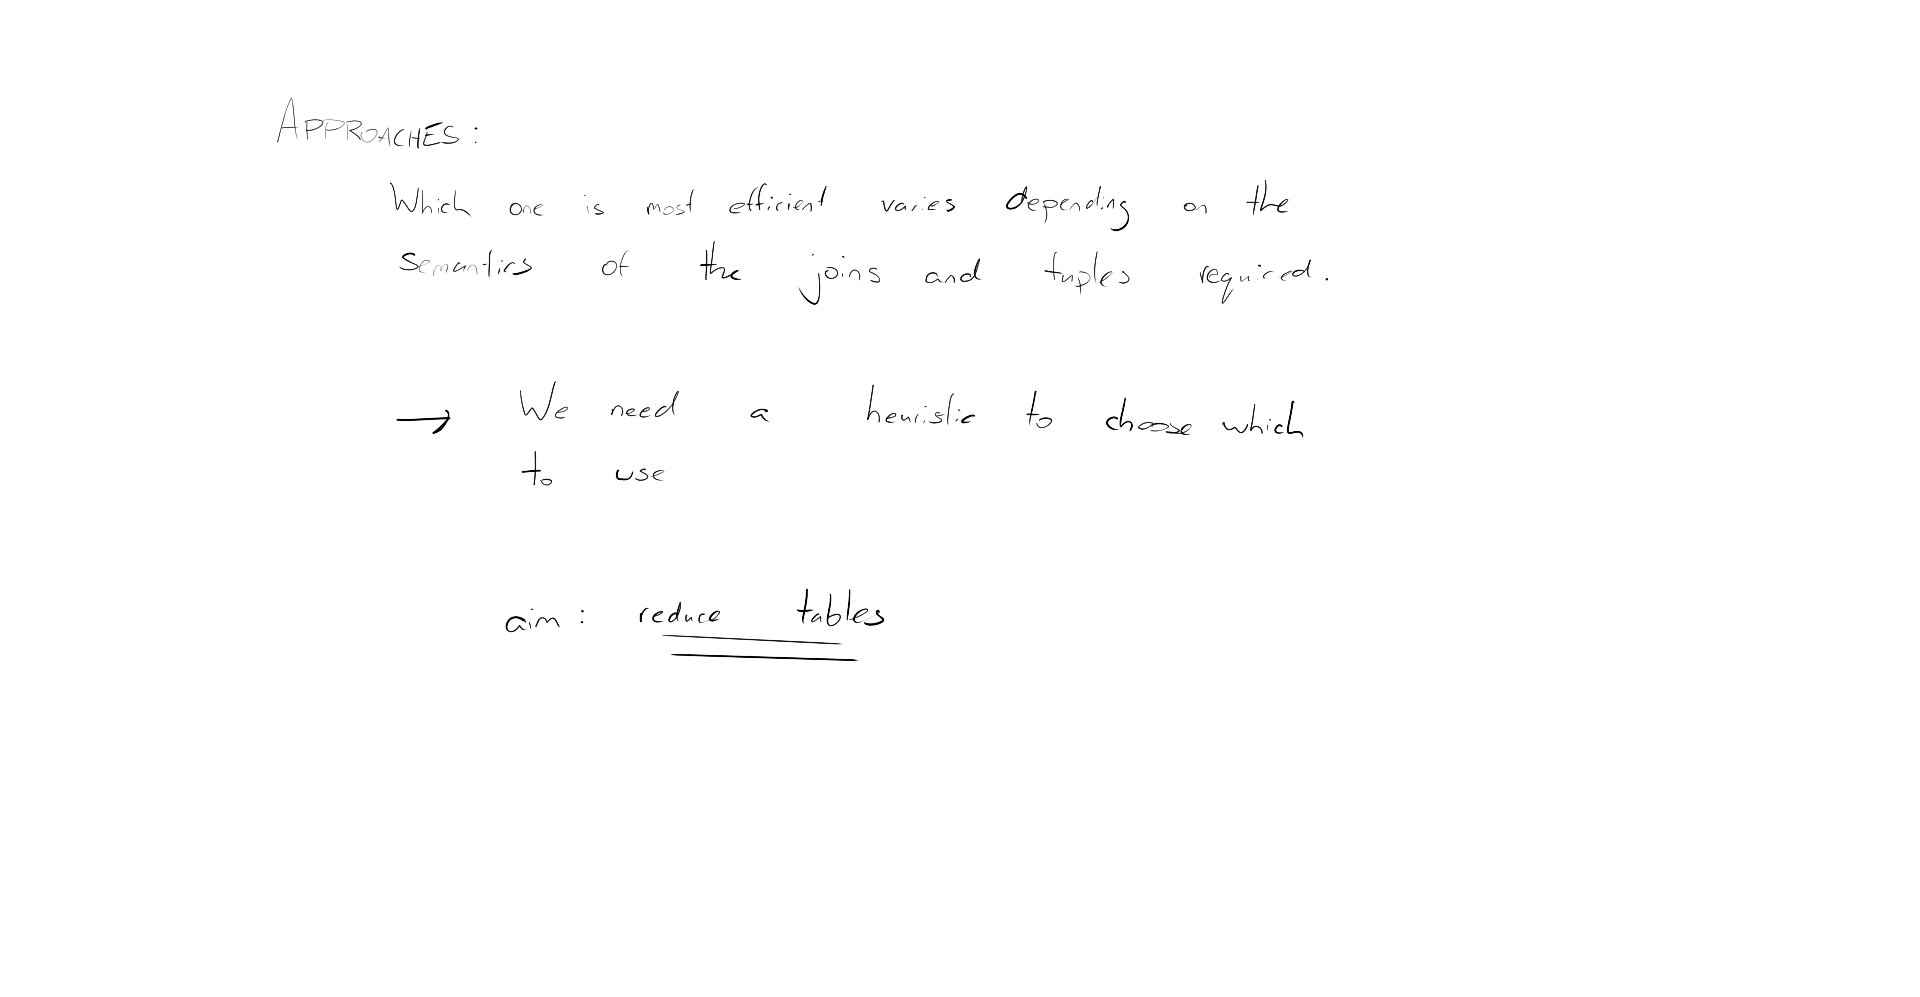 APPROACHES:
Which one is most efficient varies depending on the
semantics of the joins and tuples required.
→ We need a heuristic to choose which
to use
aim: reduce tables